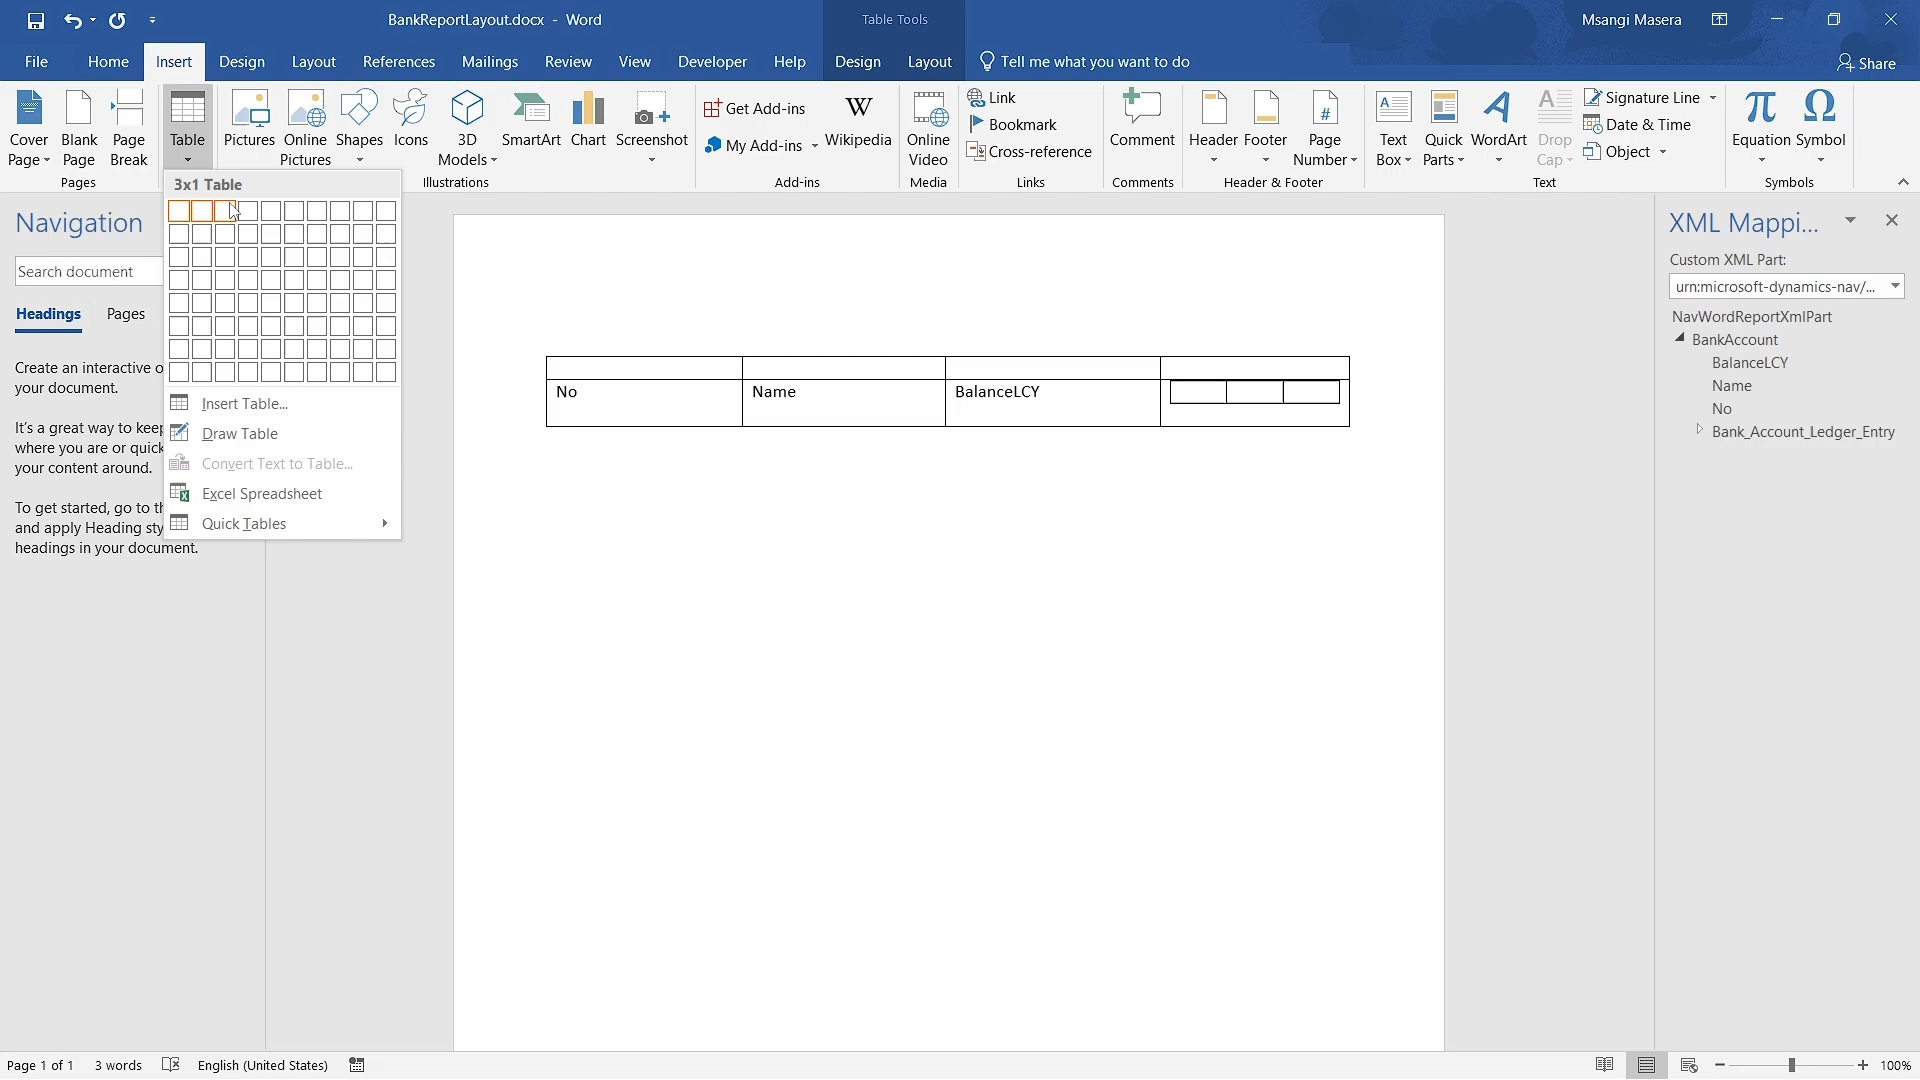 BankReportLayout.docx - Word
Table Tools
Msangi Masera
File
Home
Insert
Design
Layout
References
Mailings
Review
View
Developer
Help
Design
Layout
Tell me what you want to do
Share
Cover
Page
Blank
Page
Page
Break
Pages
Table
Pictures
Online
Pictures
Shapes
Icons
3D
Models
SmartArt
Chart
Screenshot
Illustrations
Get Add-ins
My Add-ins
Wikipedia
Add-ins
Online
Video
Media
Link
Bookmark
Cross-reference
Links
Comment
Comments
Header
Footer
Page
Number
Header & Footer
Text
Box
Quick
Parts
WordArt
Drop
Cap
Signature Line
Date & Time
Object
Text
Equation
Symbol
Symbols
3x1 Table
Insert Table...
Draw Table
Convert Text to Table...
Excel Spreadsheet
Quick Tables
Navigation
Search document
Headings
Pages
Create an interactive o
your document.
It's a great way to keep
where you are or quick
your content around.
To get started, go to th
and apply Heading sty
headings in your document.
No
Name
BalanceLCY
XML Mappi...
Custom XML Part:
urn:microsoft-dynamics-nav/...
NavWordReportXmlPart
BankAccount
BalanceLCY
Name
No
Bank_Account_Ledger_Entry
Page 1 of 1
3 words
English (United States)
100%